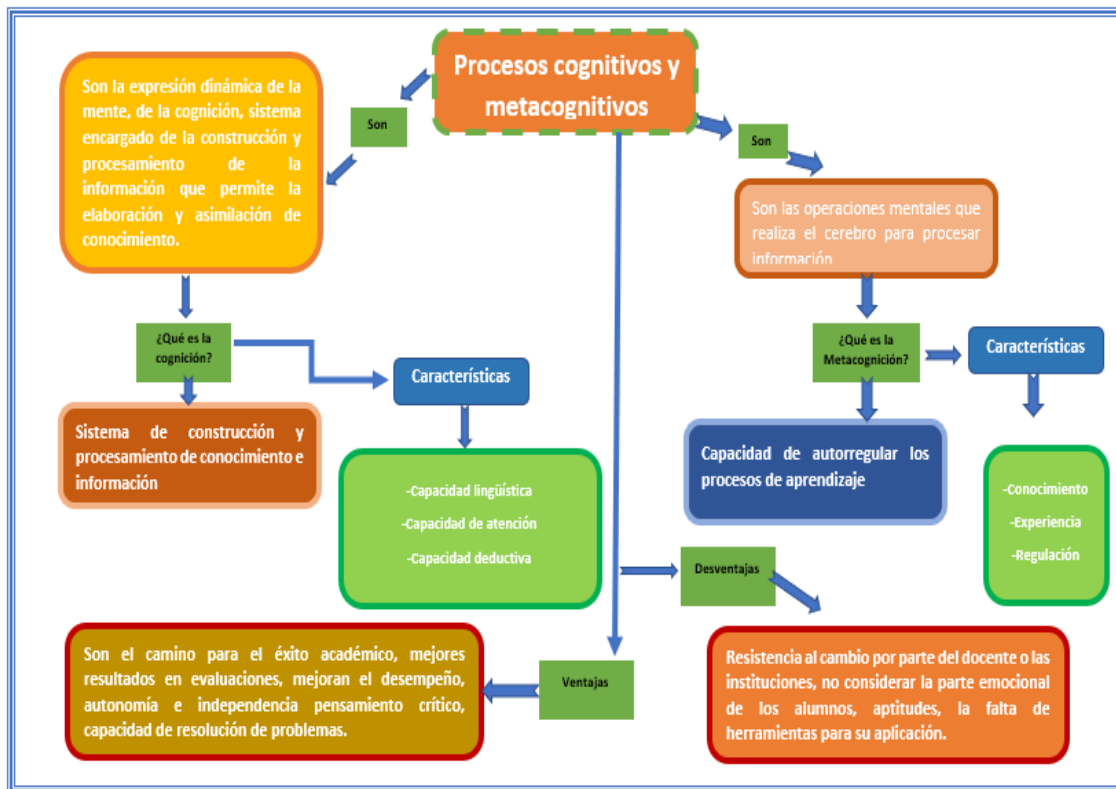 Procesos cognitivos y
metacognitivos
Son la expresión dinámica de la
mente, de la cognición, sistema
encargado de la construcción y
procesamiento de la
información que permite la
elaboración y asimilación de
conocimiento.
Son
Son
Son las operaciones mentales que
realiza el cerebro para procesar
información
¿Qué es la
cognición?
Características
¿Qué es la
Metacognición?
Características
Sistema de construcción y
procesamiento de conocimiento e
información
-Capacidad lingüística
-Capacidad de atención
-Capacidad deductiva
Capacidad de autorregular los
procesos de aprendizaje
-Conocimiento
-Experiencia
-Regulación
Desventajas
Son el camino para el éxito académico, mejores
resultados en evaluaciones, mejoran el desempeño,
autonomía e independencia pensamiento crítico,
capacidad de resolución de problemas.
Ventajas
Resistencia al cambio por parte del docente o las
instituciones, no considerar la parte emocional
de los alumnos, aptitudes, la falta de
herramientas para su aplicación.